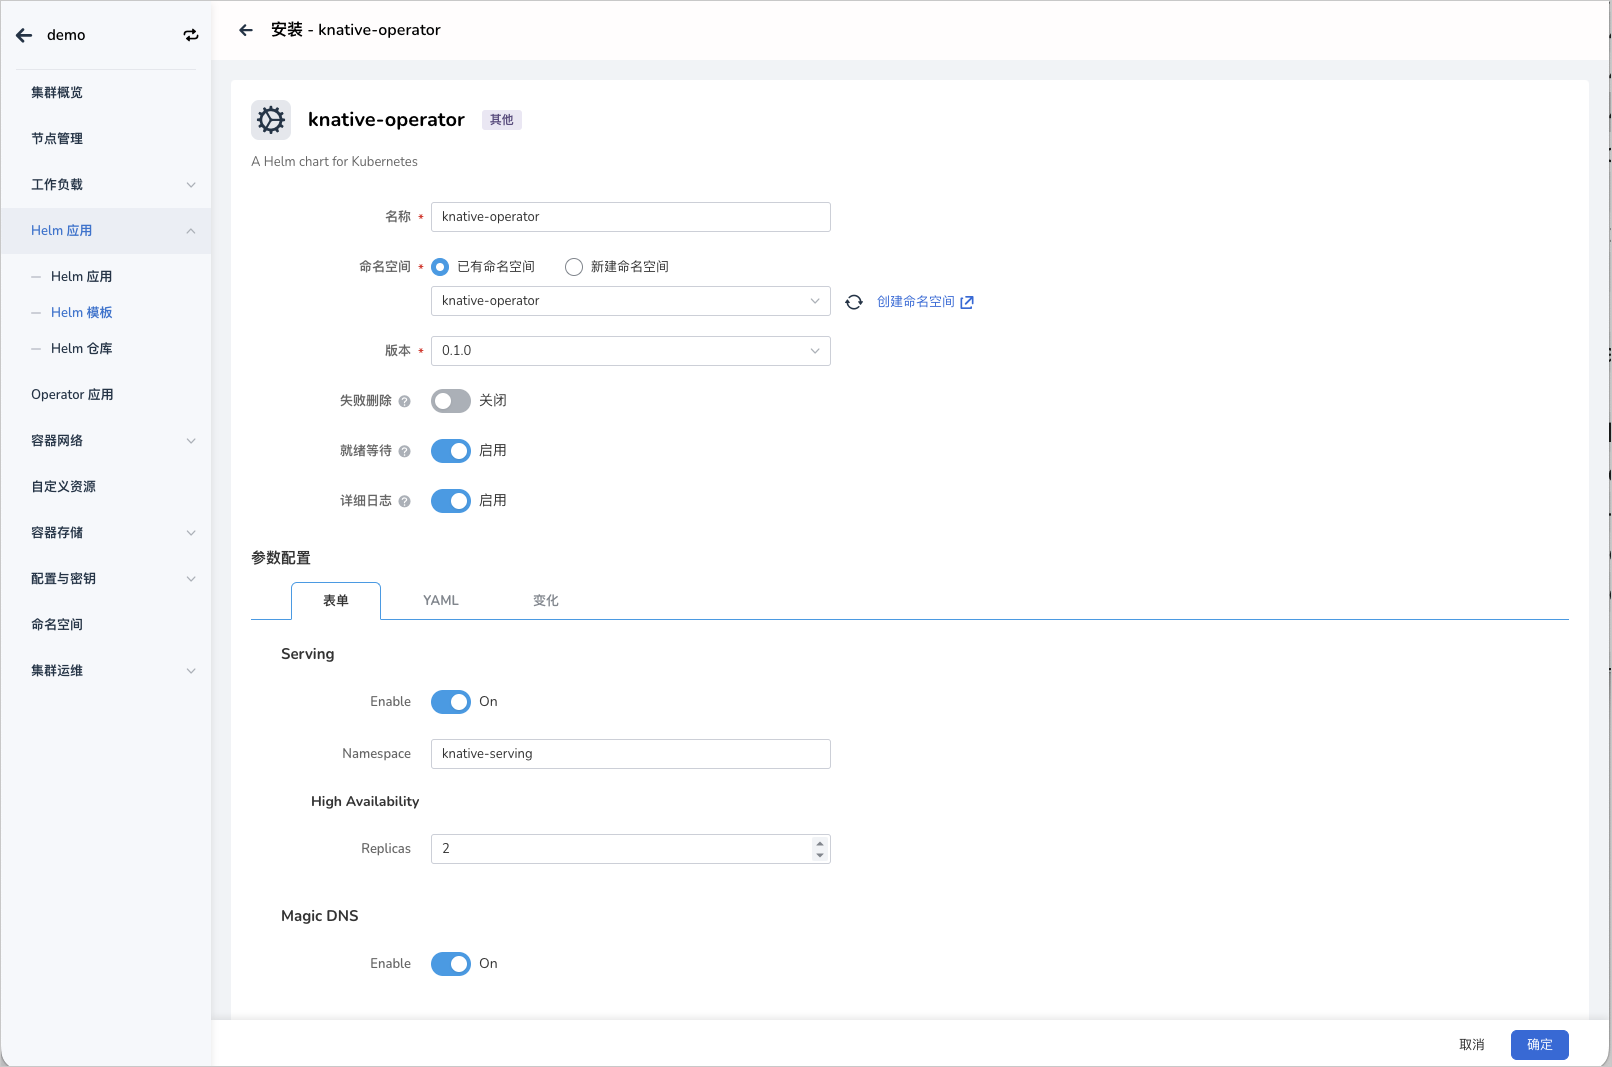 demo
集群概览
节点管理
工作负载
Helm 应用
Helm 应用
Helm 模板
Helm 仓库
Operator 应用
容器网络
自定义资源
容器存储
配置与密钥
命名空间
集群运维
安装 - knative-operator
knative-operator 其他
A Helm chart for Kubernetes
名称 * knative-operator
命名空间 * 已有命名空间 新建命名空间
knative-operator 创建命名空间
版本 * 0.1.0
失败删除 ? 关闭
就绪等待 ? 启用
详细日志 ? 启用
参数配置
表单 YAML 变化
Serving
Enable On
Namespace knative-serving
High Availability
Replicas 2
Magic DNS
Enable On
取消 确定